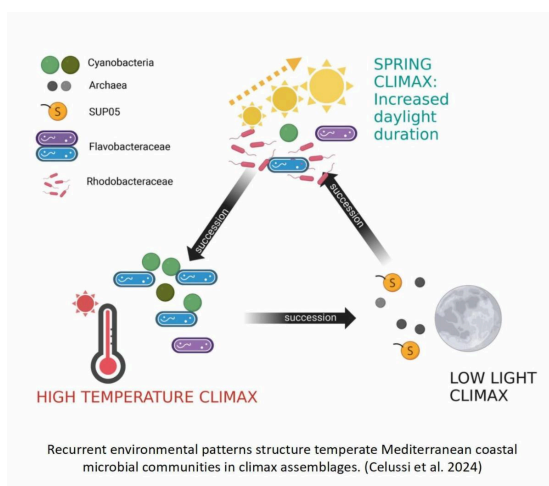 Cyanobacteria
Archaea
S
SUP05
Flavobacteraceae
Rhodobacteraceae
SPRING
CLIMAX:
Increased
daylight
duration
succession
succession
succession
S
S
HIGH TEMPERATURE CLIMAX
LOW LIGHT
CLIMAX
Recurrent environmental patterns structure temperate Mediterranean coastal
microbial communities in climax assemblages. (Celussi et al. 2024)